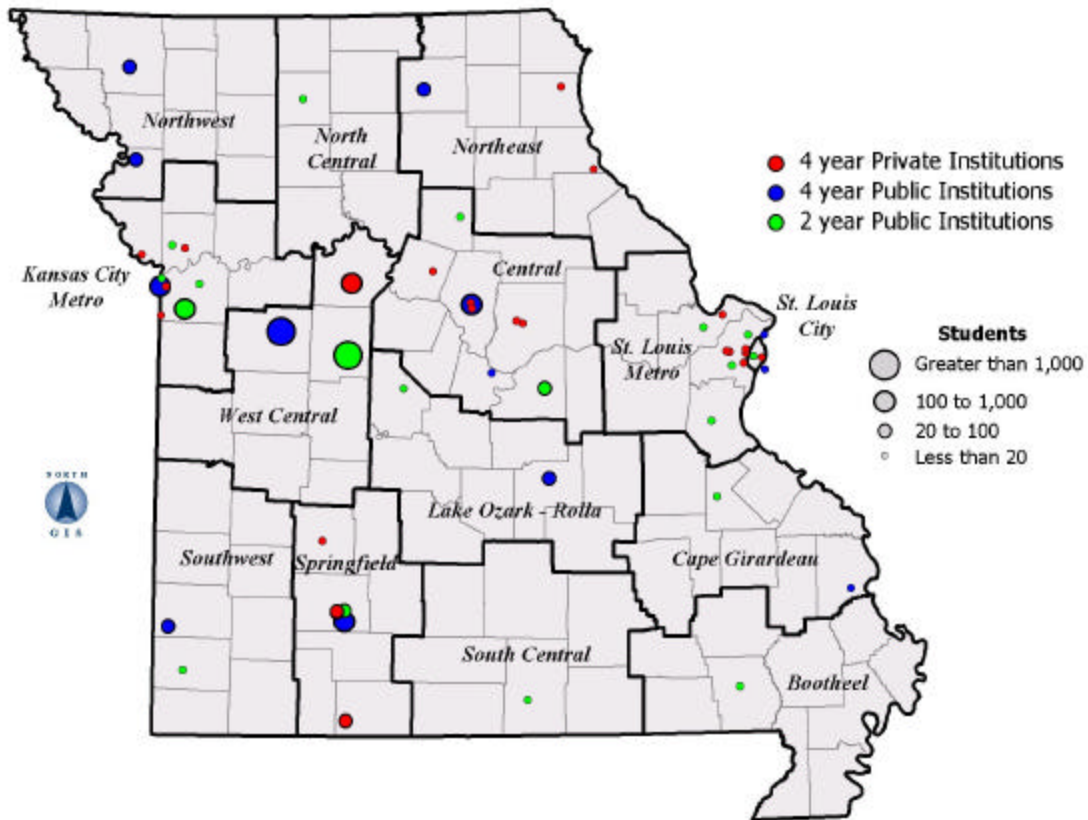 Northwest
North
Central
Northeast
4 year Private Institutions
4 year Public Institutions
2 year Public Institutions
Kansas City
Metro
Central
St. Louis
City
St. Louis
Metro
Students
Greater than 1,000
100 to 1,000
20 to 100
Less than 20
West Central
NORTH
GIS
Lake Ozark - Rolla
Southwest
Springfield
Cape Girardeau
South Central
Bootheel